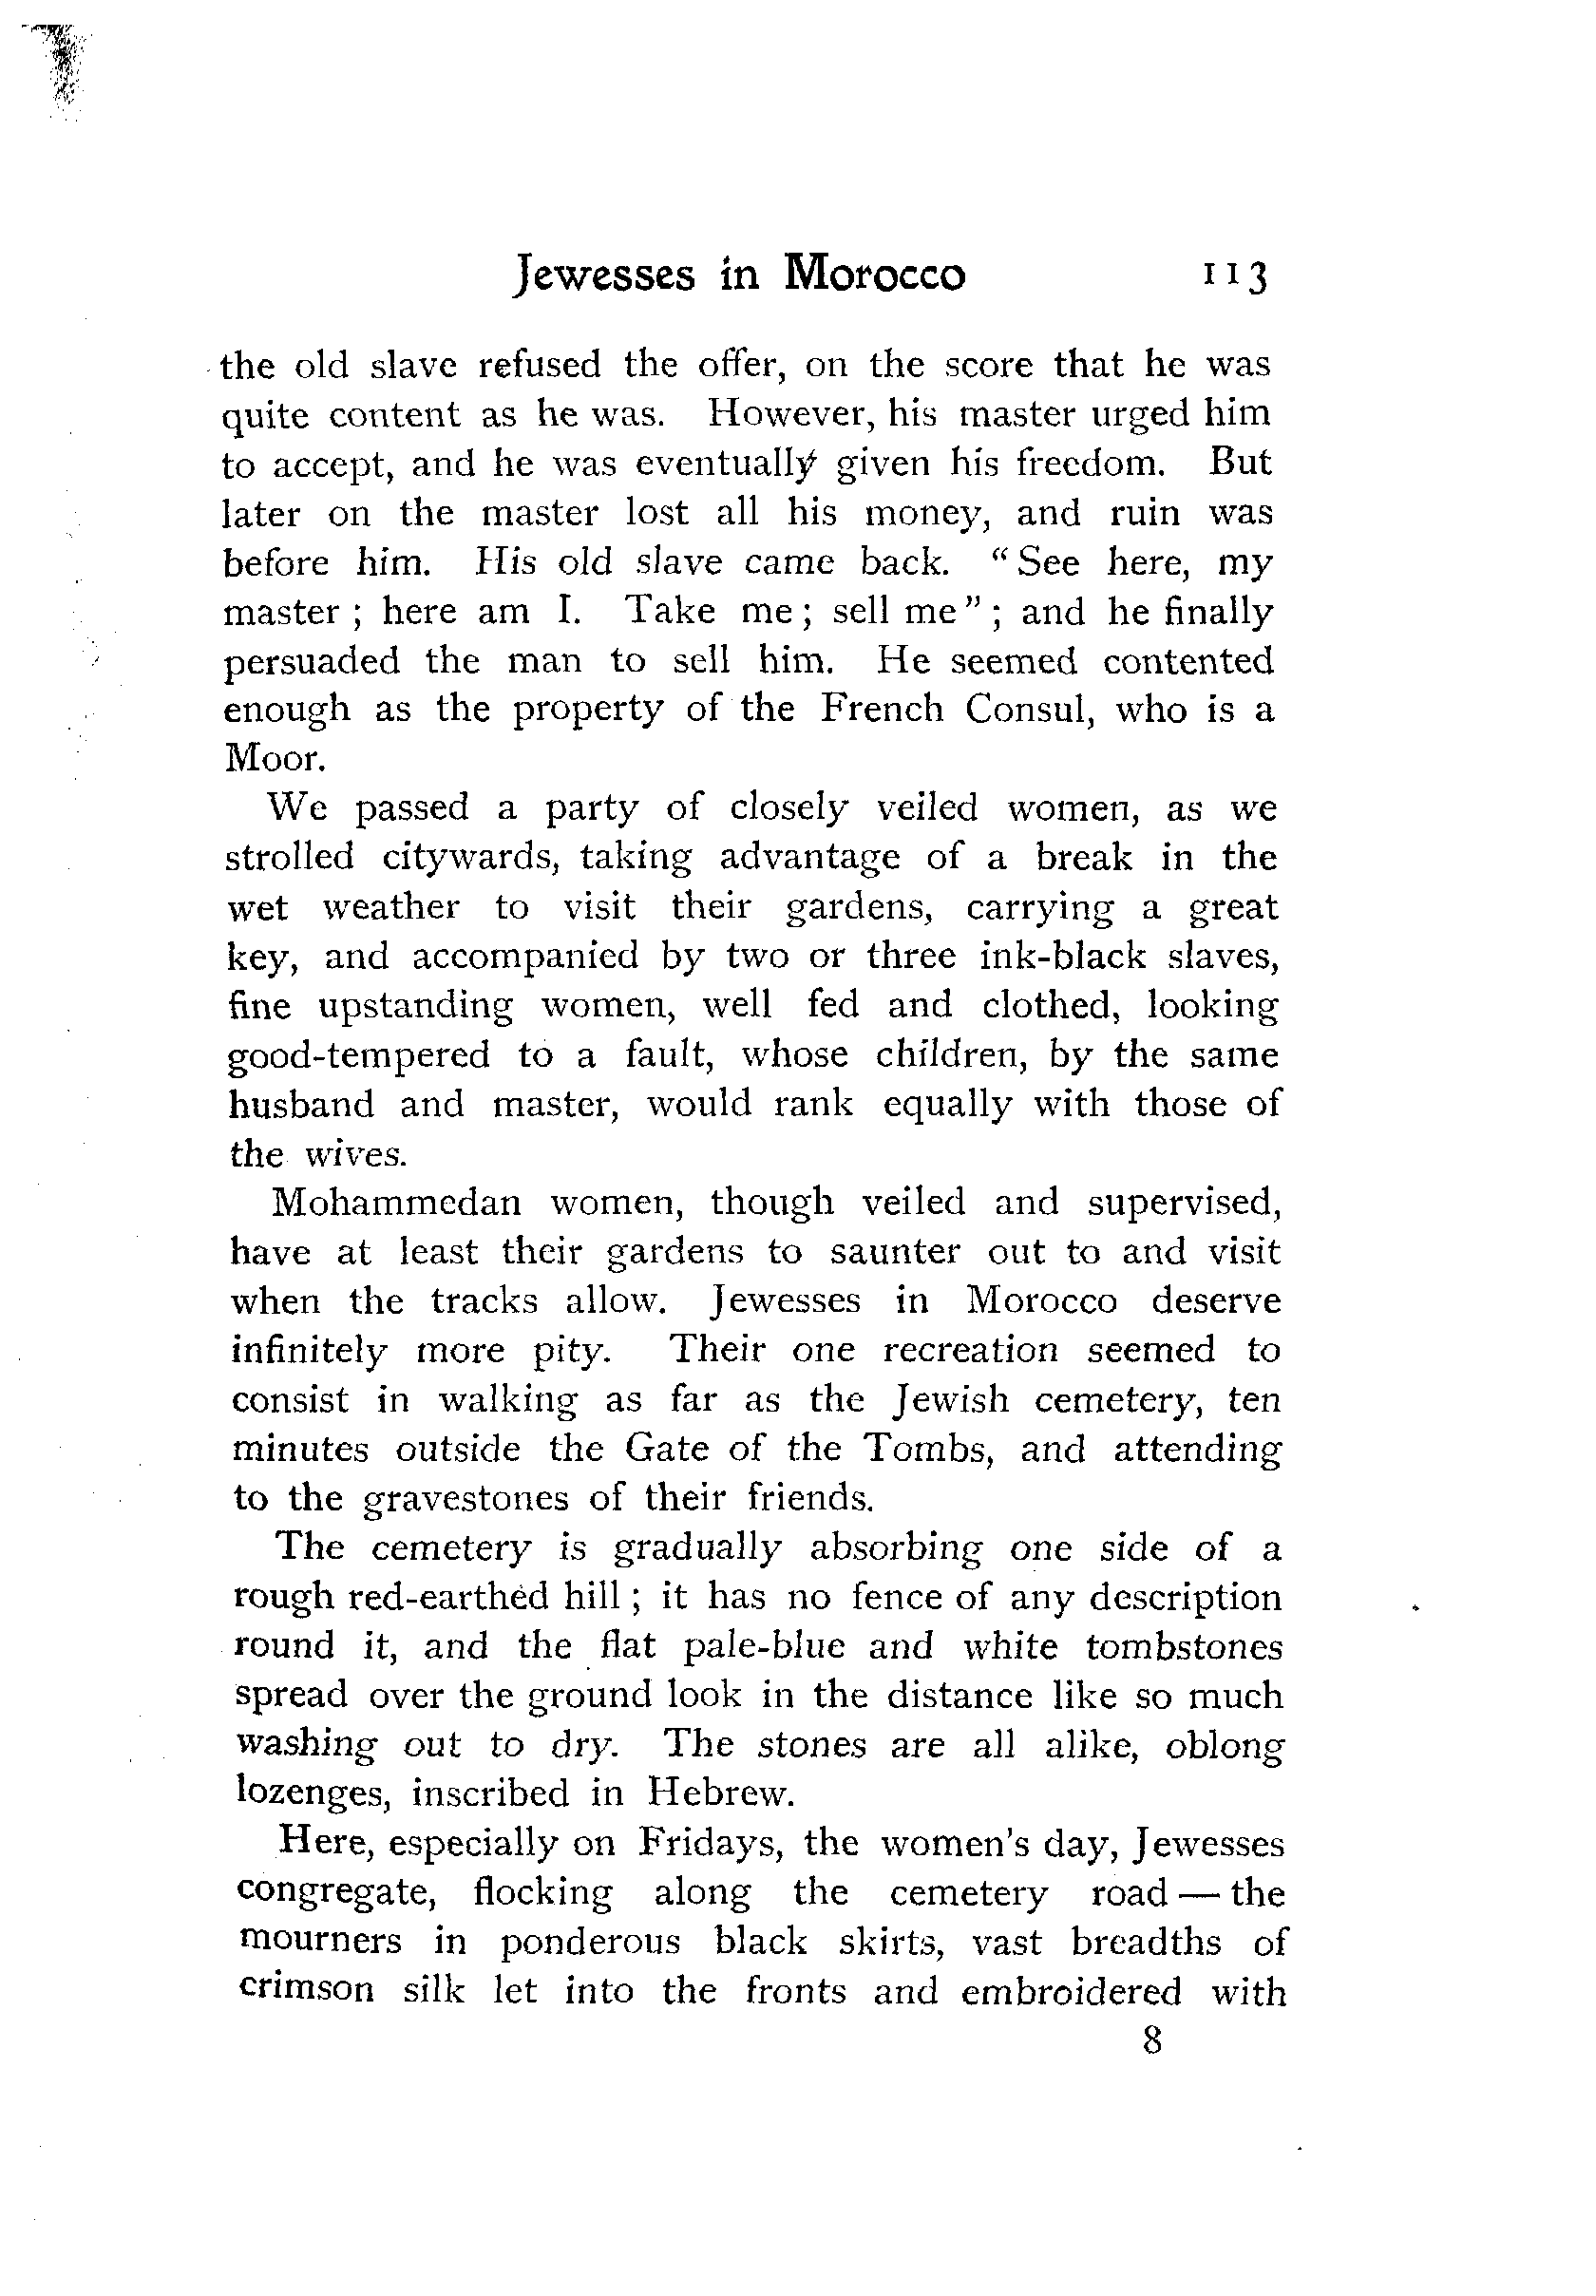 Jewesses in Morocco 113
the old slave refused the offer, on the score that he was
quite content as he was. However, his master urged him
to accept, and he was eventually given his freedom. But
later on the master lost all his money, and ruin was
before him. His old slave came back. "See here, my
master ; here am I. Take me ; sell me" ; and he finally
persuaded the man to sell him. He seemed contented
enough as the property of the French Consul, who is a
Moor.
We passed a party of closely veiled women, as we
strolled citywards, taking advantage of a break in the
wet weather to visit their gardens, carrying a great
key, and accompanied by two or three ink-black slaves,
fine upstanding women, well fed and clothed, looking
good-tempered to a fault, whose children, by the same
husband and master, would rank equally with those of
the wives.
Mohammedan women, though veiled and supervised,
have at least their gardens to saunter out to and visit
when the tracks allow. Jewesses in Morocco deserve
infinitely more pity. Their one recreation seemed to
consist in walking as far as the Jewish cemetery, ten
minutes outside the Gate of the Tombs, and attending
to the gravestones of their friends.
The cemetery is gradually absorbing one side of a
rough red-earthed hill ; it has no fence of any description
round it, and the flat pale-blue and white tombstones
spread over the ground look in the distance like so much
washing out to dry. The stones are all alike, oblong
lozenges, inscribed in Hebrew.
Here, especially on Fridays, the women's day, Jewesses
congregate, flocking along the cemetery road — the
mourners in ponderous black skirts, vast breadths of
crimson silk let into the fronts and embroidered with
8